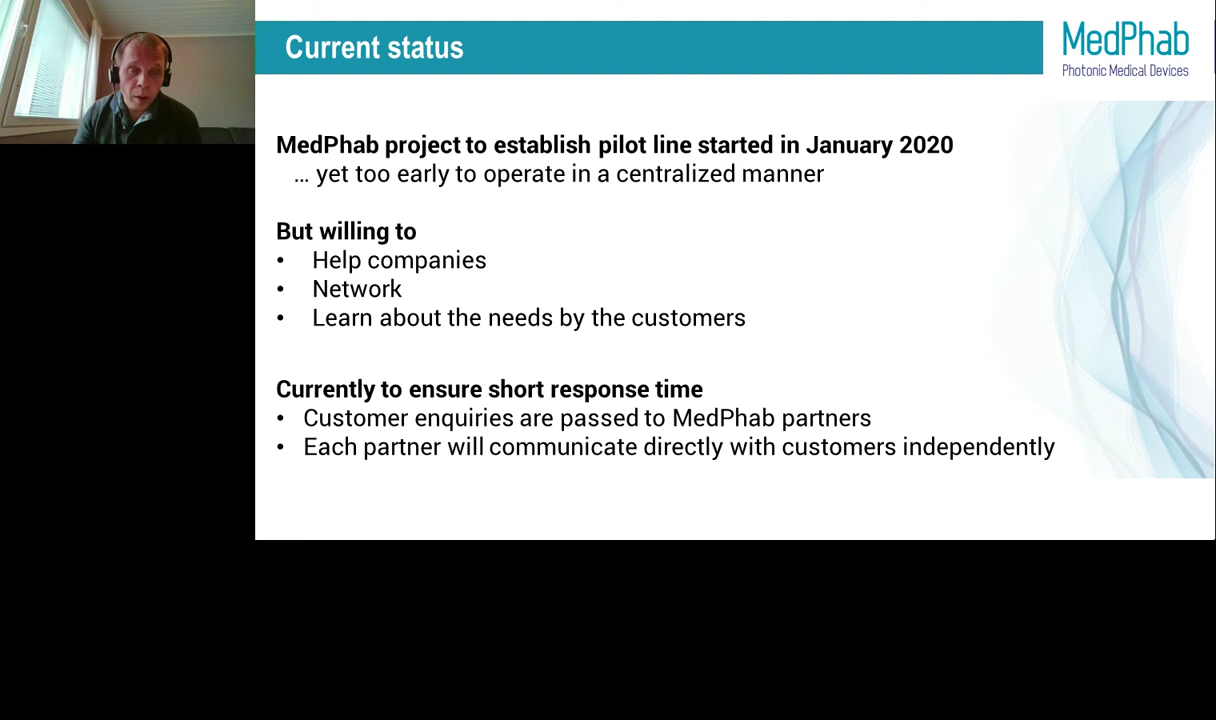 Current status
MedPhab
Photonic Medical Devices
MedPhab project to establish pilot line started in January 2020
... yet too early to operate in a centralized manner
But willing to
• Help companies
• Network
• Learn about the needs by the customers
Currently to ensure short response time
• Customer enquiries are passed to MedPhab partners
• Each partner will communicate directly with customers independently